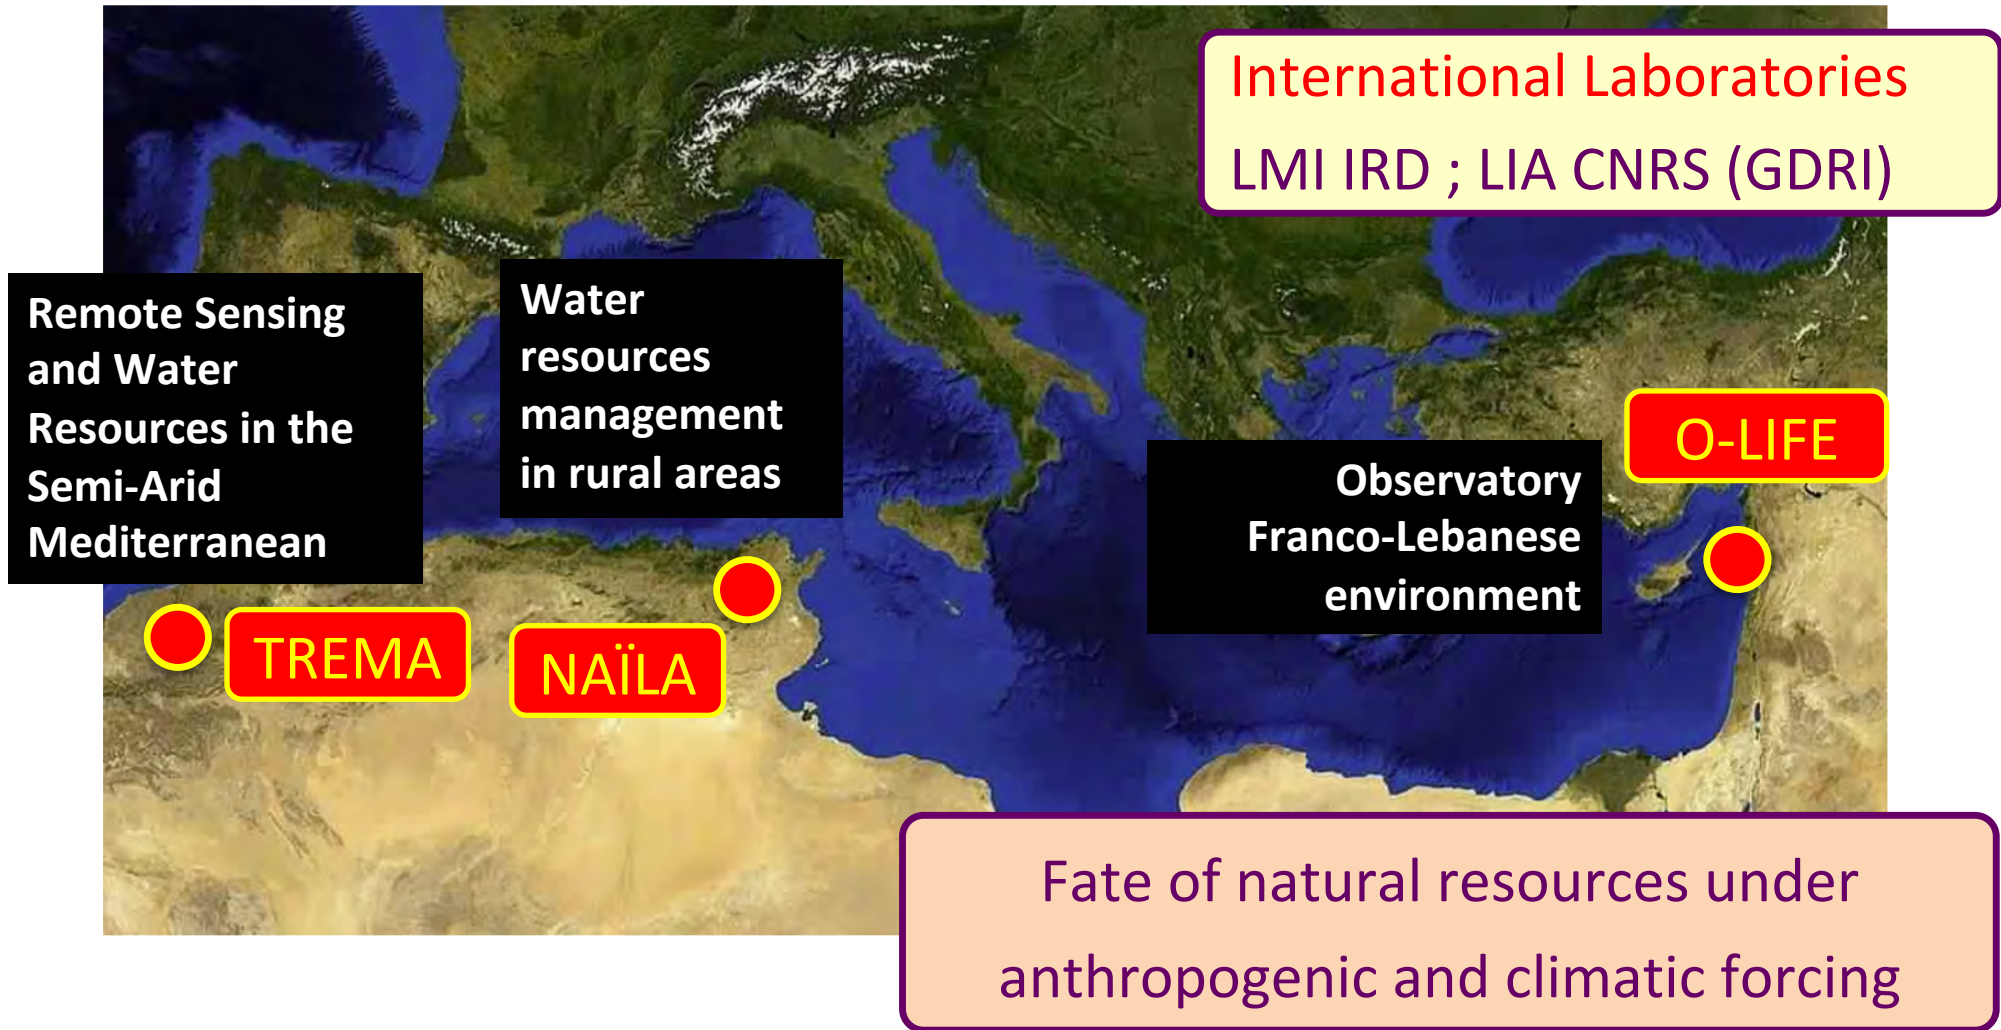 International Laboratories
LMI IRD ; LIA CNRS (GDRI)
Remote Sensing
and Water
Resources in the
Semi-Arid
Mediterranean
Water
resources
management
in rural areas
O-LIFE
Observatory
Franco-Lebanese
environment
TREMA
NAÏLA
Fate of natural resources under
anthropogenic and climatic forcing